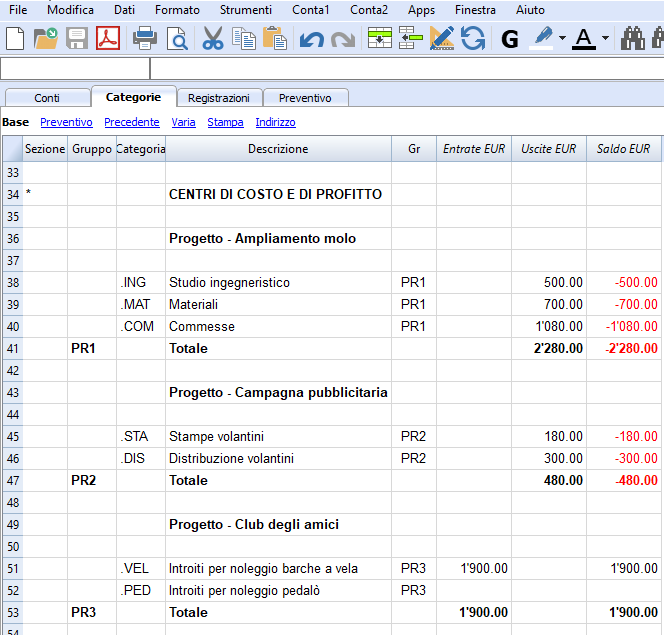 File Modifica Dati Formato Strumenti Conta1 Conta2 Apps Finestra Aiuto
G A
Conti Categorie Registrazioni Preventivo
Base Preventivo Precedente Varia Stampa Indirizzo
Sezione Gruppo Categoria Descrizione Gr Entrate EUR Uscite EUR Saldo EUR
33
34 * CENTRI DI COSTO E DI PROFITTO
35
36 Progetto - Ampliamento molo
37
38 .ING Studio ingegneristico PR1 500.00 -500.00
39 .MAT Materiali PR1 700.00 -700.00
40 .COM Commesse PR1 1'080.00 -1'080.00
41 PR1 Totale 2'280.00 -2'280.00
42
43 Progetto - Campagna pubblicitaria
44
45 .STA Stampe volantini PR2 180.00 -180.00
46 .DIS Distribuzione volantini PR2 300.00 -300.00
47 PR2 Totale 480.00 -480.00
48
49 Progetto - Club degli amici
50
51 .VEL Introiti per noleggio barche a vela PR3 1'900.00 1'900.00
52 .PED Introiti per noleggio pedalò PR3
53 PR3 Totale 1'900.00 1'900.00
54